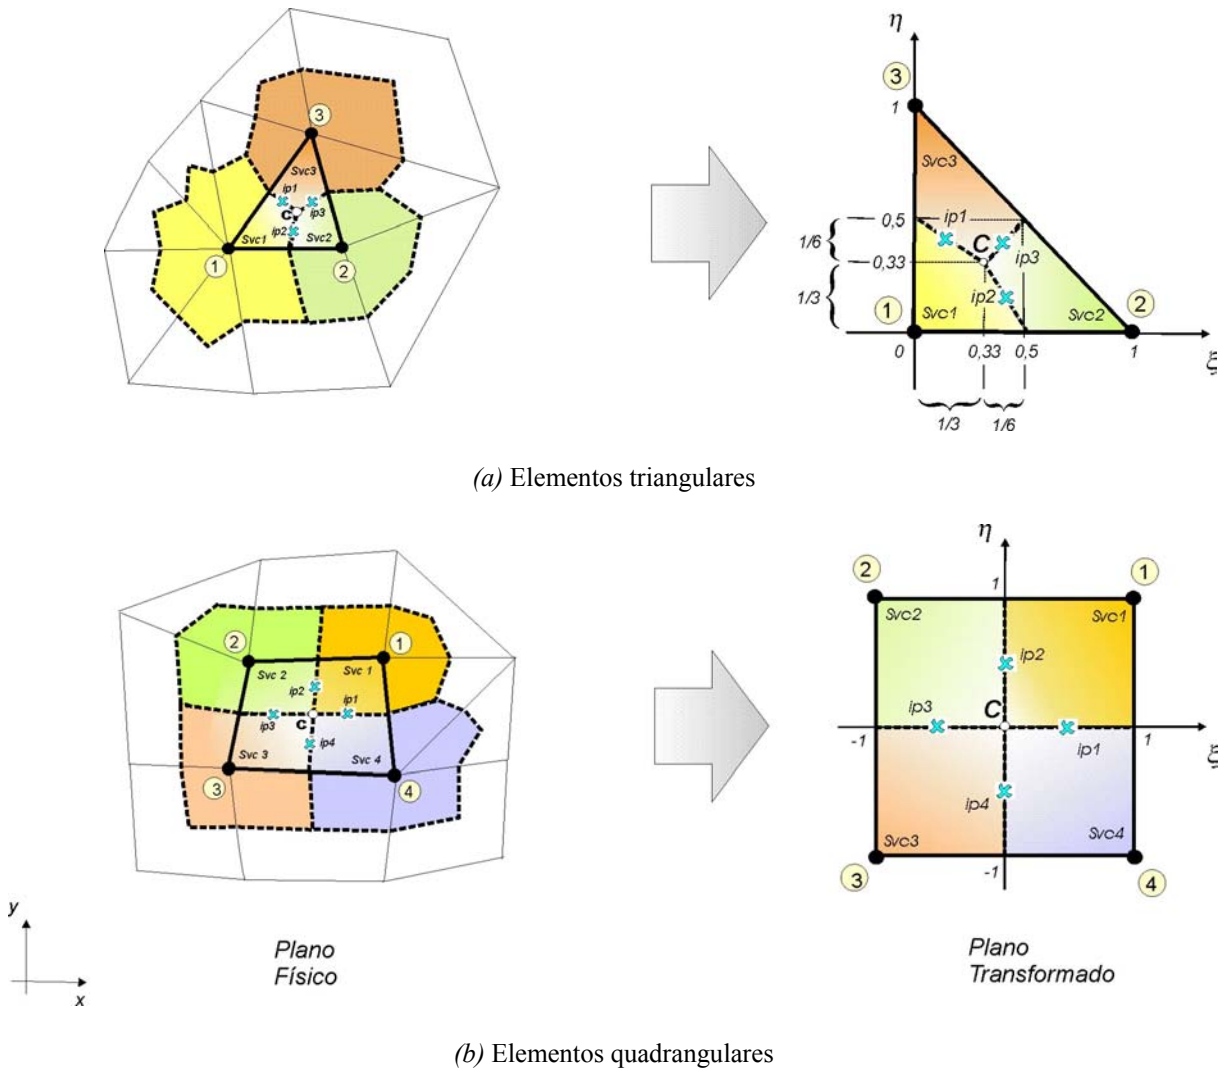 η
3
1
Svc3
ip1
C
ip3
ip2
Svc1
Svc2
1
2
3
Svc3
0,5
ip1
1/6
C
ip3
0,33
ip2
1/3
1
Svc1
Svc2
2
0
0,33
0,5
1
ξ
1/3
1/6
(a) Elementos triangulares
2
1
Svc 2
Svc 1
ip2
ip1
ip3
C
ip4
Svc 3
Svc 4
3
4
η
2
1
1
Svc2
Svc1
ip2
ip3
C
-1
1
ip1
ξ
ip4
Svc3
Svc4
-1
3
4
y
x
Plano
Físico
Plano
Transformado
(b) Elementos quadrangulares